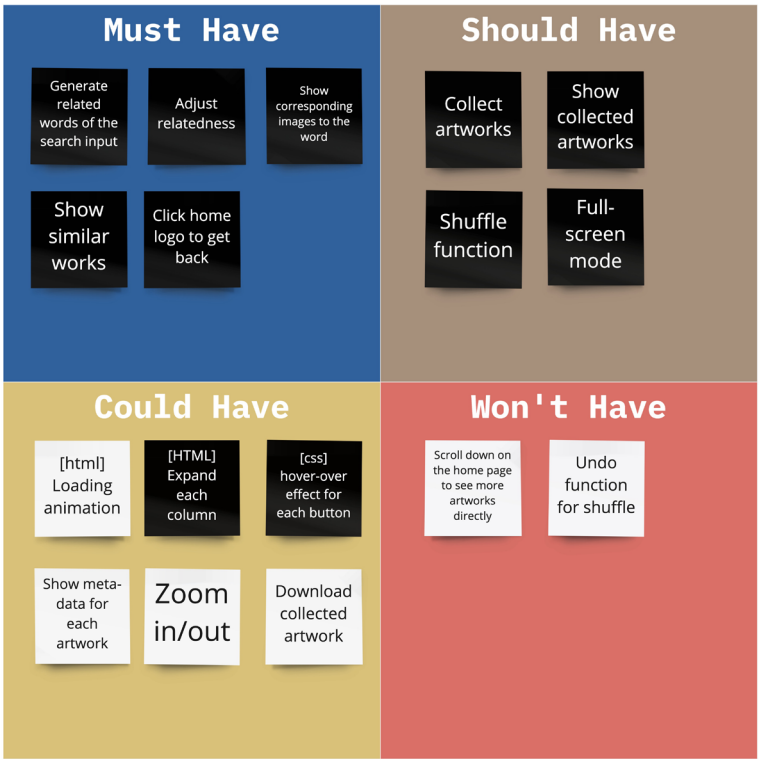 Must Have
Generate
related
words of the
search input
Adjust
relatedness
Show
corresponding
images to the
word
Show
similar
works
Click home
logo to get
back
Should Have
Collect
artworks
Show
collected
artworks
Shuffle
function
Full-
screen
mode
Could Have
[html]
Loading
animation
[HTML]
Expand
each
column
[css]
hover-over
effect for
each button
Show meta-
data for
each
artwork
Zoom
in/out
Download
collected
artwork
Won't Have
Scroll down on
the home page
to see more
artworks
directly
Undo
function
for shuffle